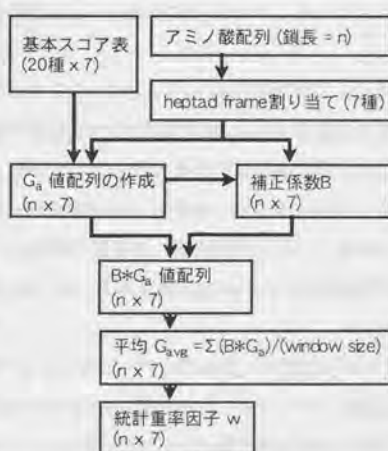 基本スコア表
(20種 x 7)
アミノ酸配列 (鎖長 = n)
heptad frame割り当て (7種)
Ga 値配列の作成
(n x 7)
補正係数B
(n x 7)
B*Ga 値配列
(n x 7)
平均 Gavg =Σ(B*Ga)/(window size)
(n x 7)
統計重率因子 w
(n x 7)